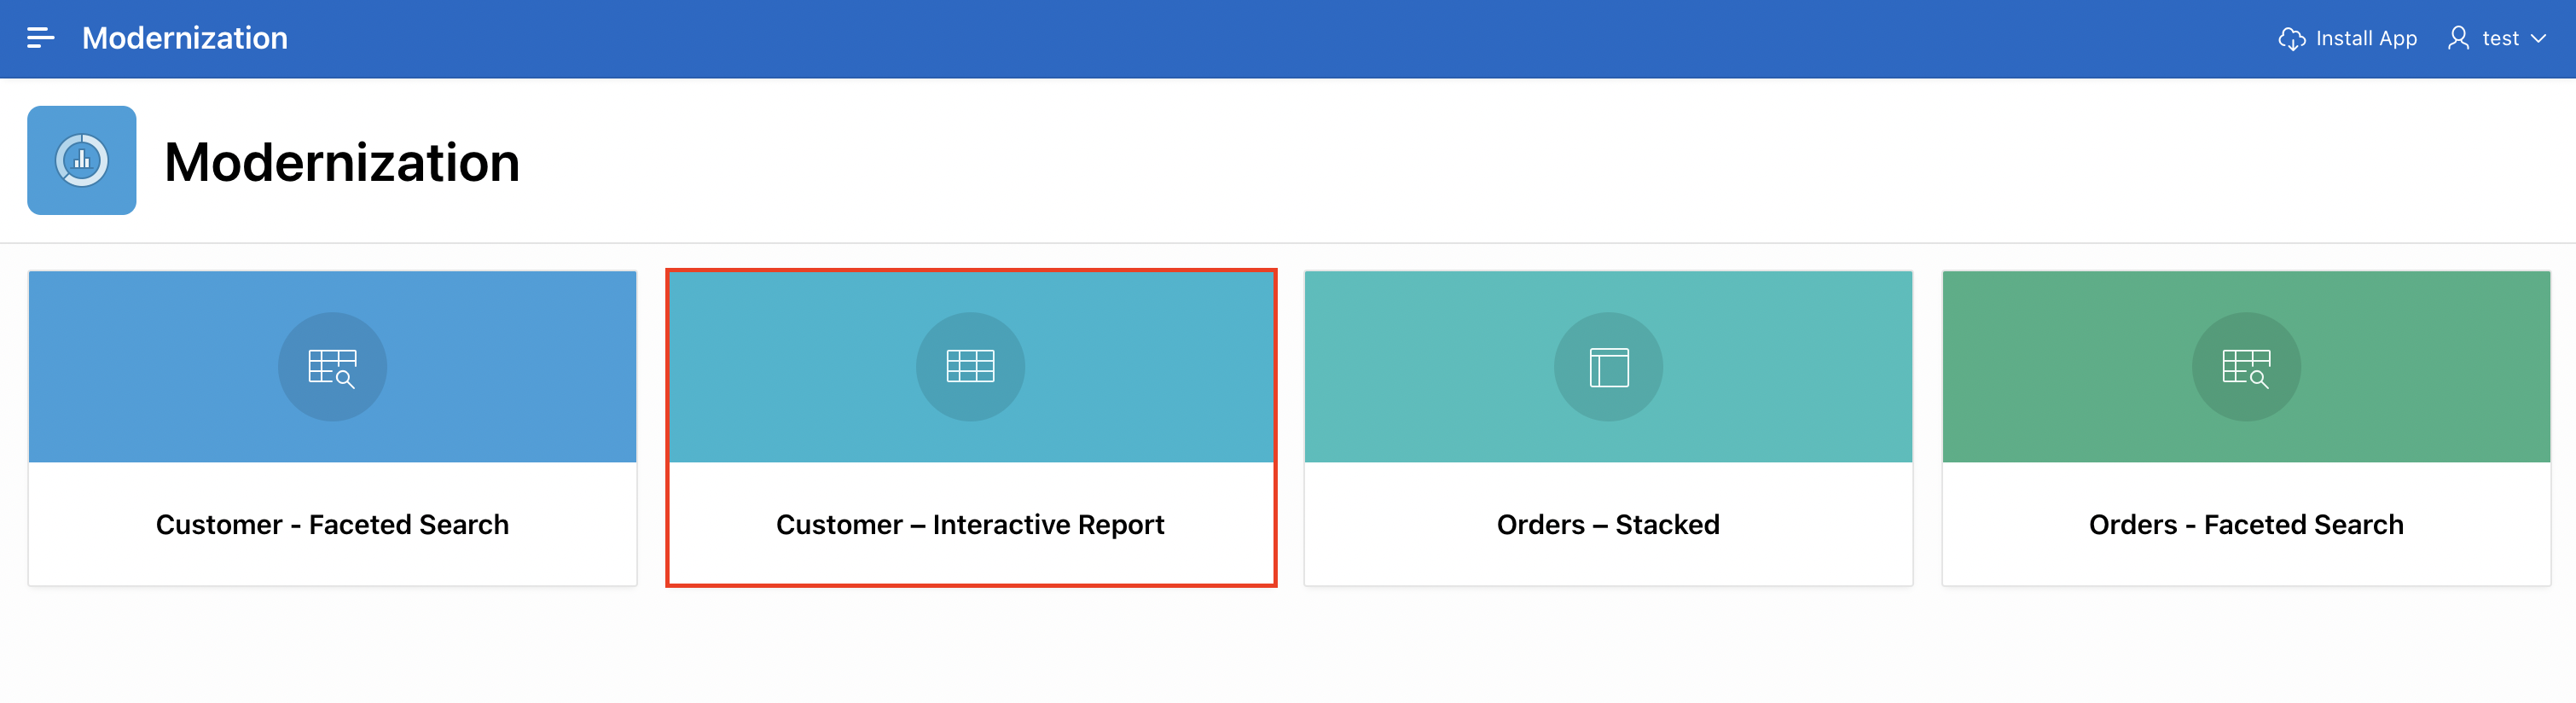 Modernization
Install App
test
Modernization
Customer - Faceted Search
Customer – Interactive Report
Orders – Stacked
Orders - Faceted Search